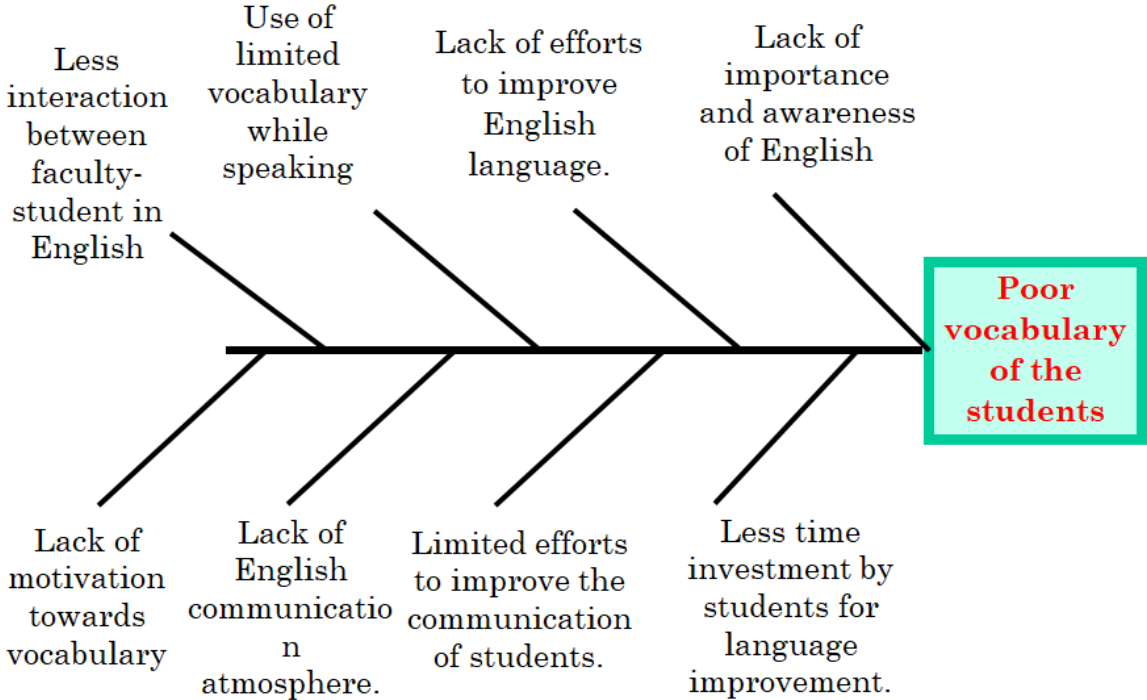 Less
interaction
between
faculty-
student in
English
Use of
limited
vocabulary
while
speaking
Lack of efforts
to improve
English
language.
Lack of
importance
and awareness
of English
Poor
vocabulary
of the
students
Lack of
motivation
towards
vocabulary
Lack of
English
communicatio
n
atmosphere.
Limited efforts
to improve the
communication
of students.
Less time
investment by
students for
language
improvement.